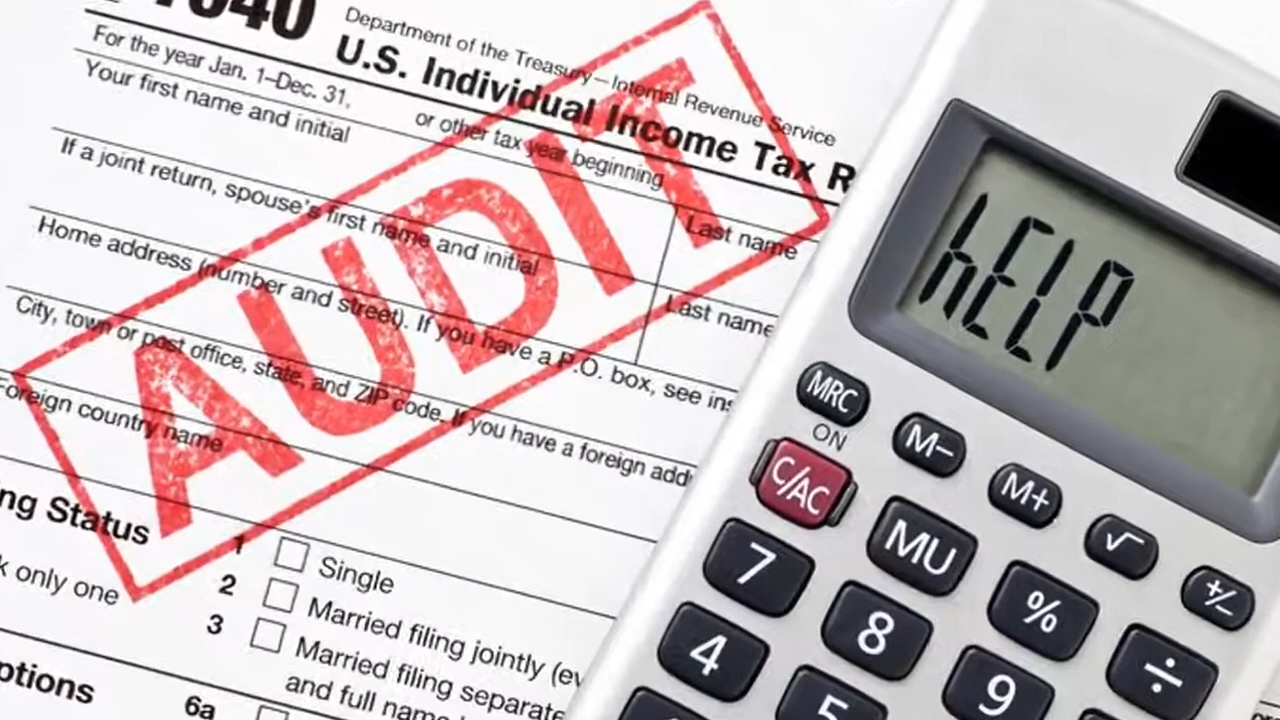 1040
Department of the Treasury—Internal Revenue Service
U.S. Individual Income Tax R
For the year Jan. 1–Dec. 31,
or other tax year beginning
Your first name and initial
Last name
If a joint return, spouse's first name and initial
Last name
Home address (number and street). If you have a P.O. box, see ins
City, town or post office, state, and ZIP code. If you have a foreign add
Foreign country name
AUDIT
ng Status
k only one
1 Single
2 Married filing jointly (ev
3 Married filing separate
and full name
ptions
6a
hELP
MRC
M−
M+
√
+/−
ON
C/AC
MU
%
÷
7
8
9
4
5